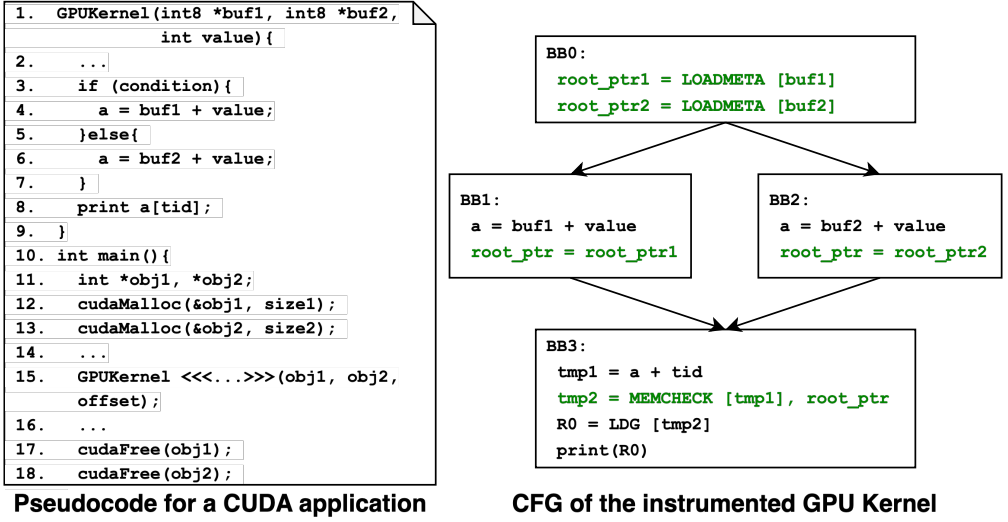 1. GPUKernel(int8 *buf1, int8 *buf2,
int value){
2. ...
3. if (condition){
4. a = buf1 + value;
5. }else{
6. a = buf2 + value;
7. }
8. print a[tid];
9. }
10. int main(){
11. int *obj1, *obj2;
12. cudaMalloc(&obj1, size1);
13. cudaMalloc(&obj2, size2);
14. ...
15. GPUKernel <<<...>>>(obj1, obj2,
offset);
16. ...
17. cudaFree(obj1);
18. cudaFree(obj2);
Pseudocode for a CUDA application
BB0:
root_ptr1 = LOADMETA [buf1]
root_ptr2 = LOADMETA [buf2]
BB1:
a = buf1 + value
root_ptr = root_ptr1
BB2:
a = buf2 + value
root_ptr = root_ptr2
BB3:
tmp1 = a + tid
tmp2 = MEMCHECK [tmp1], root_ptr
R0 = LDG [tmp2]
print(R0)
CFG of the instrumented GPU Kernel